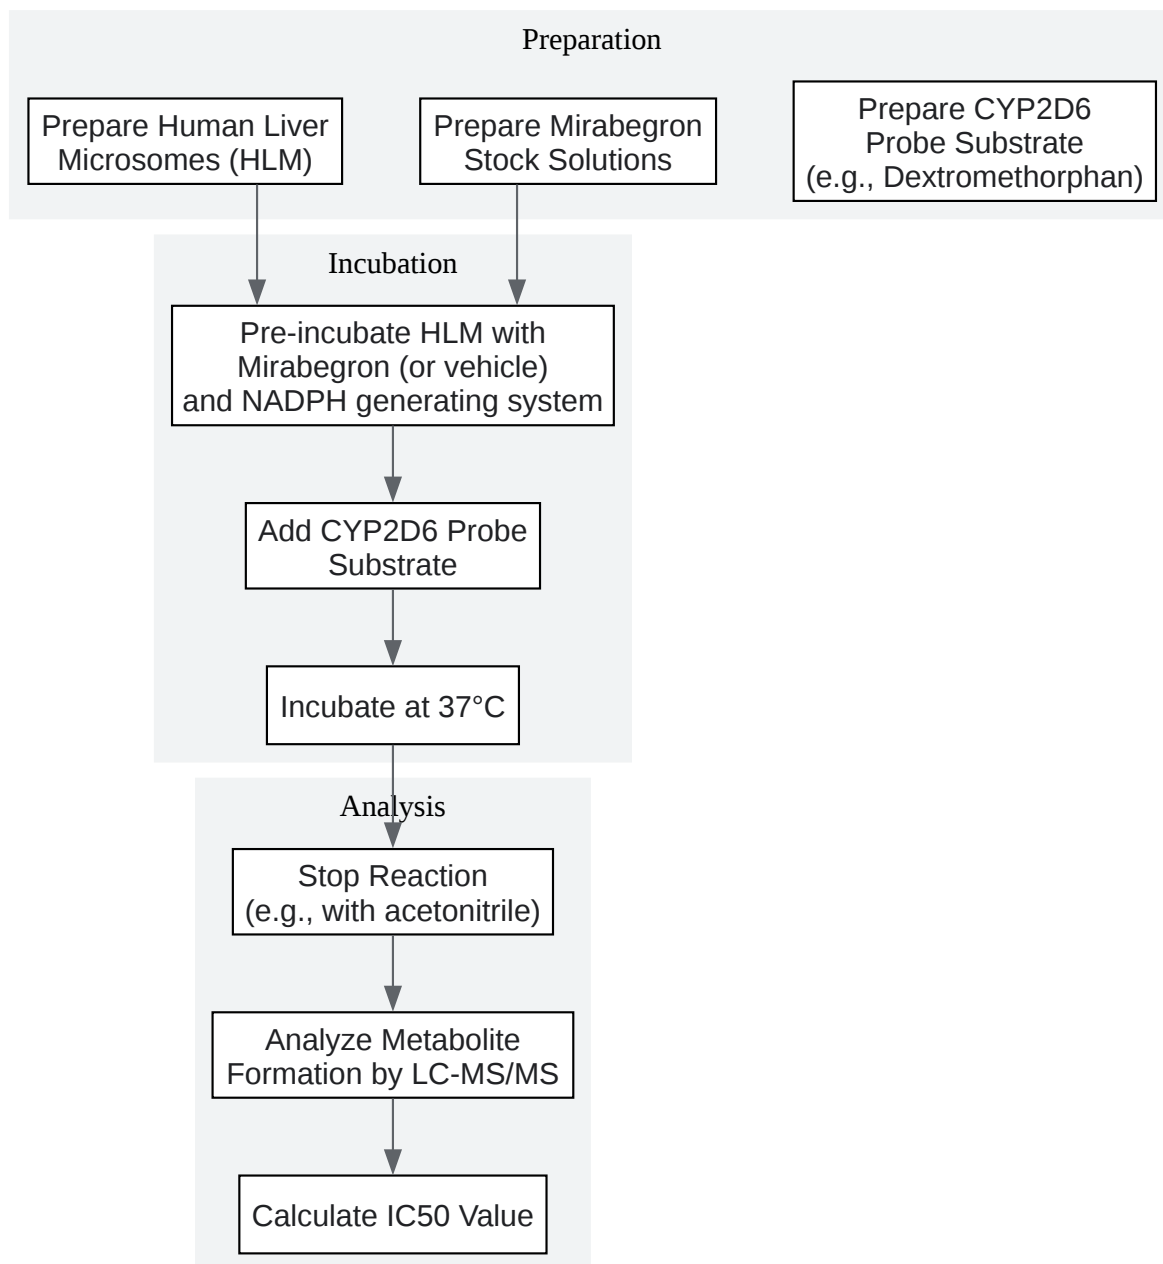 Preparation
Prepare Human Liver
Microsomes (HLM)
Prepare Mirabegron
Stock Solutions
Prepare CYP2D6
Probe Substrate
(e.g., Dextromethorphan)
Incubation
Pre-incubate HLM with
Mirabegron (or vehicle)
and NADPH generating system
Add CYP2D6 Probe
Substrate
Incubate at 37°C
Analysis
Stop Reaction
(e.g., with acetonitrile)
Analyze Metabolite
Formation by LC-MS/MS
Calculate IC50 Value